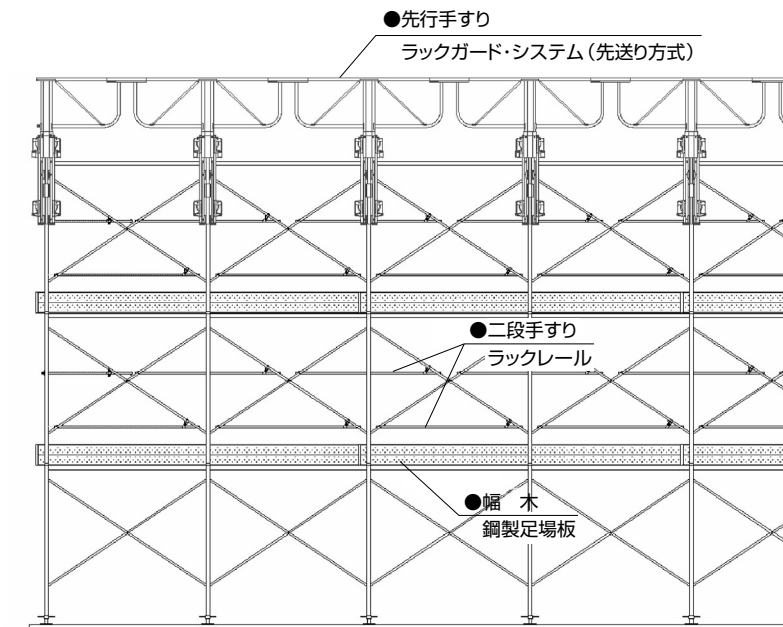 ●先行手すり
ラックガード・システム（先送り方式）
●二段手すり
ラックレール
●幅　木
鋼製足場板